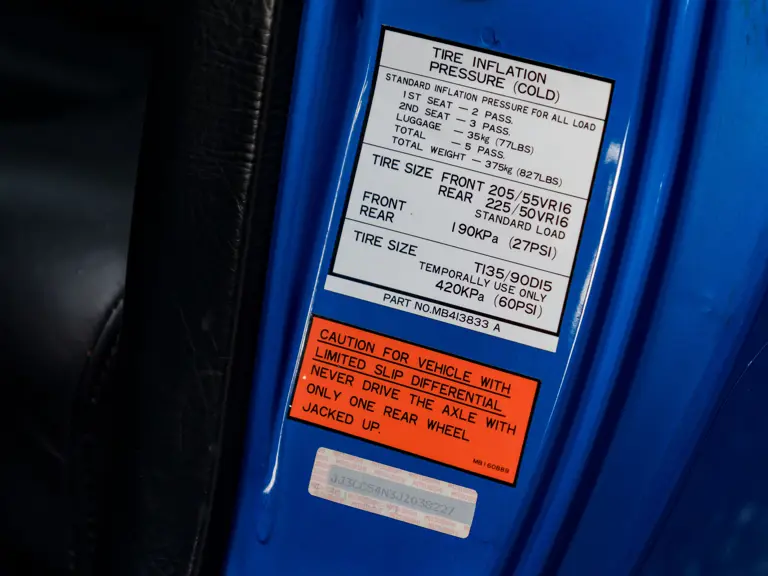 TIRE INFLATION
PRESSURE (COLD)
STANDARD INFLATION PRESSURE FOR ALL LOAD
1ST SEAT – 2 PASS.
2ND SEAT – 3 PASS.
LUGGAGE – 35kg (77LBS)
TOTAL – 5 PASS.
TOTAL WEIGHT – 375kg (827LBS)
TIRE SIZE FRONT 205/55VR16
REAR 225/50VR16
STANDARD LOAD
FRONT
REAR 190KPa (27PSI)
TIRE SIZE T135/90D15
TEMPORALLY USE ONLY
420KPa (60PSI)
PART NO.MB413833 A
CAUTION FOR VEHICLE WITH
LIMITED SLIP DIFFERENTIAL
NEVER DRIVE THE AXLE WITH
ONLY ONE REAR WHEEL
JACKED UP.
MB160889
JJ3CC54N3JZ038227